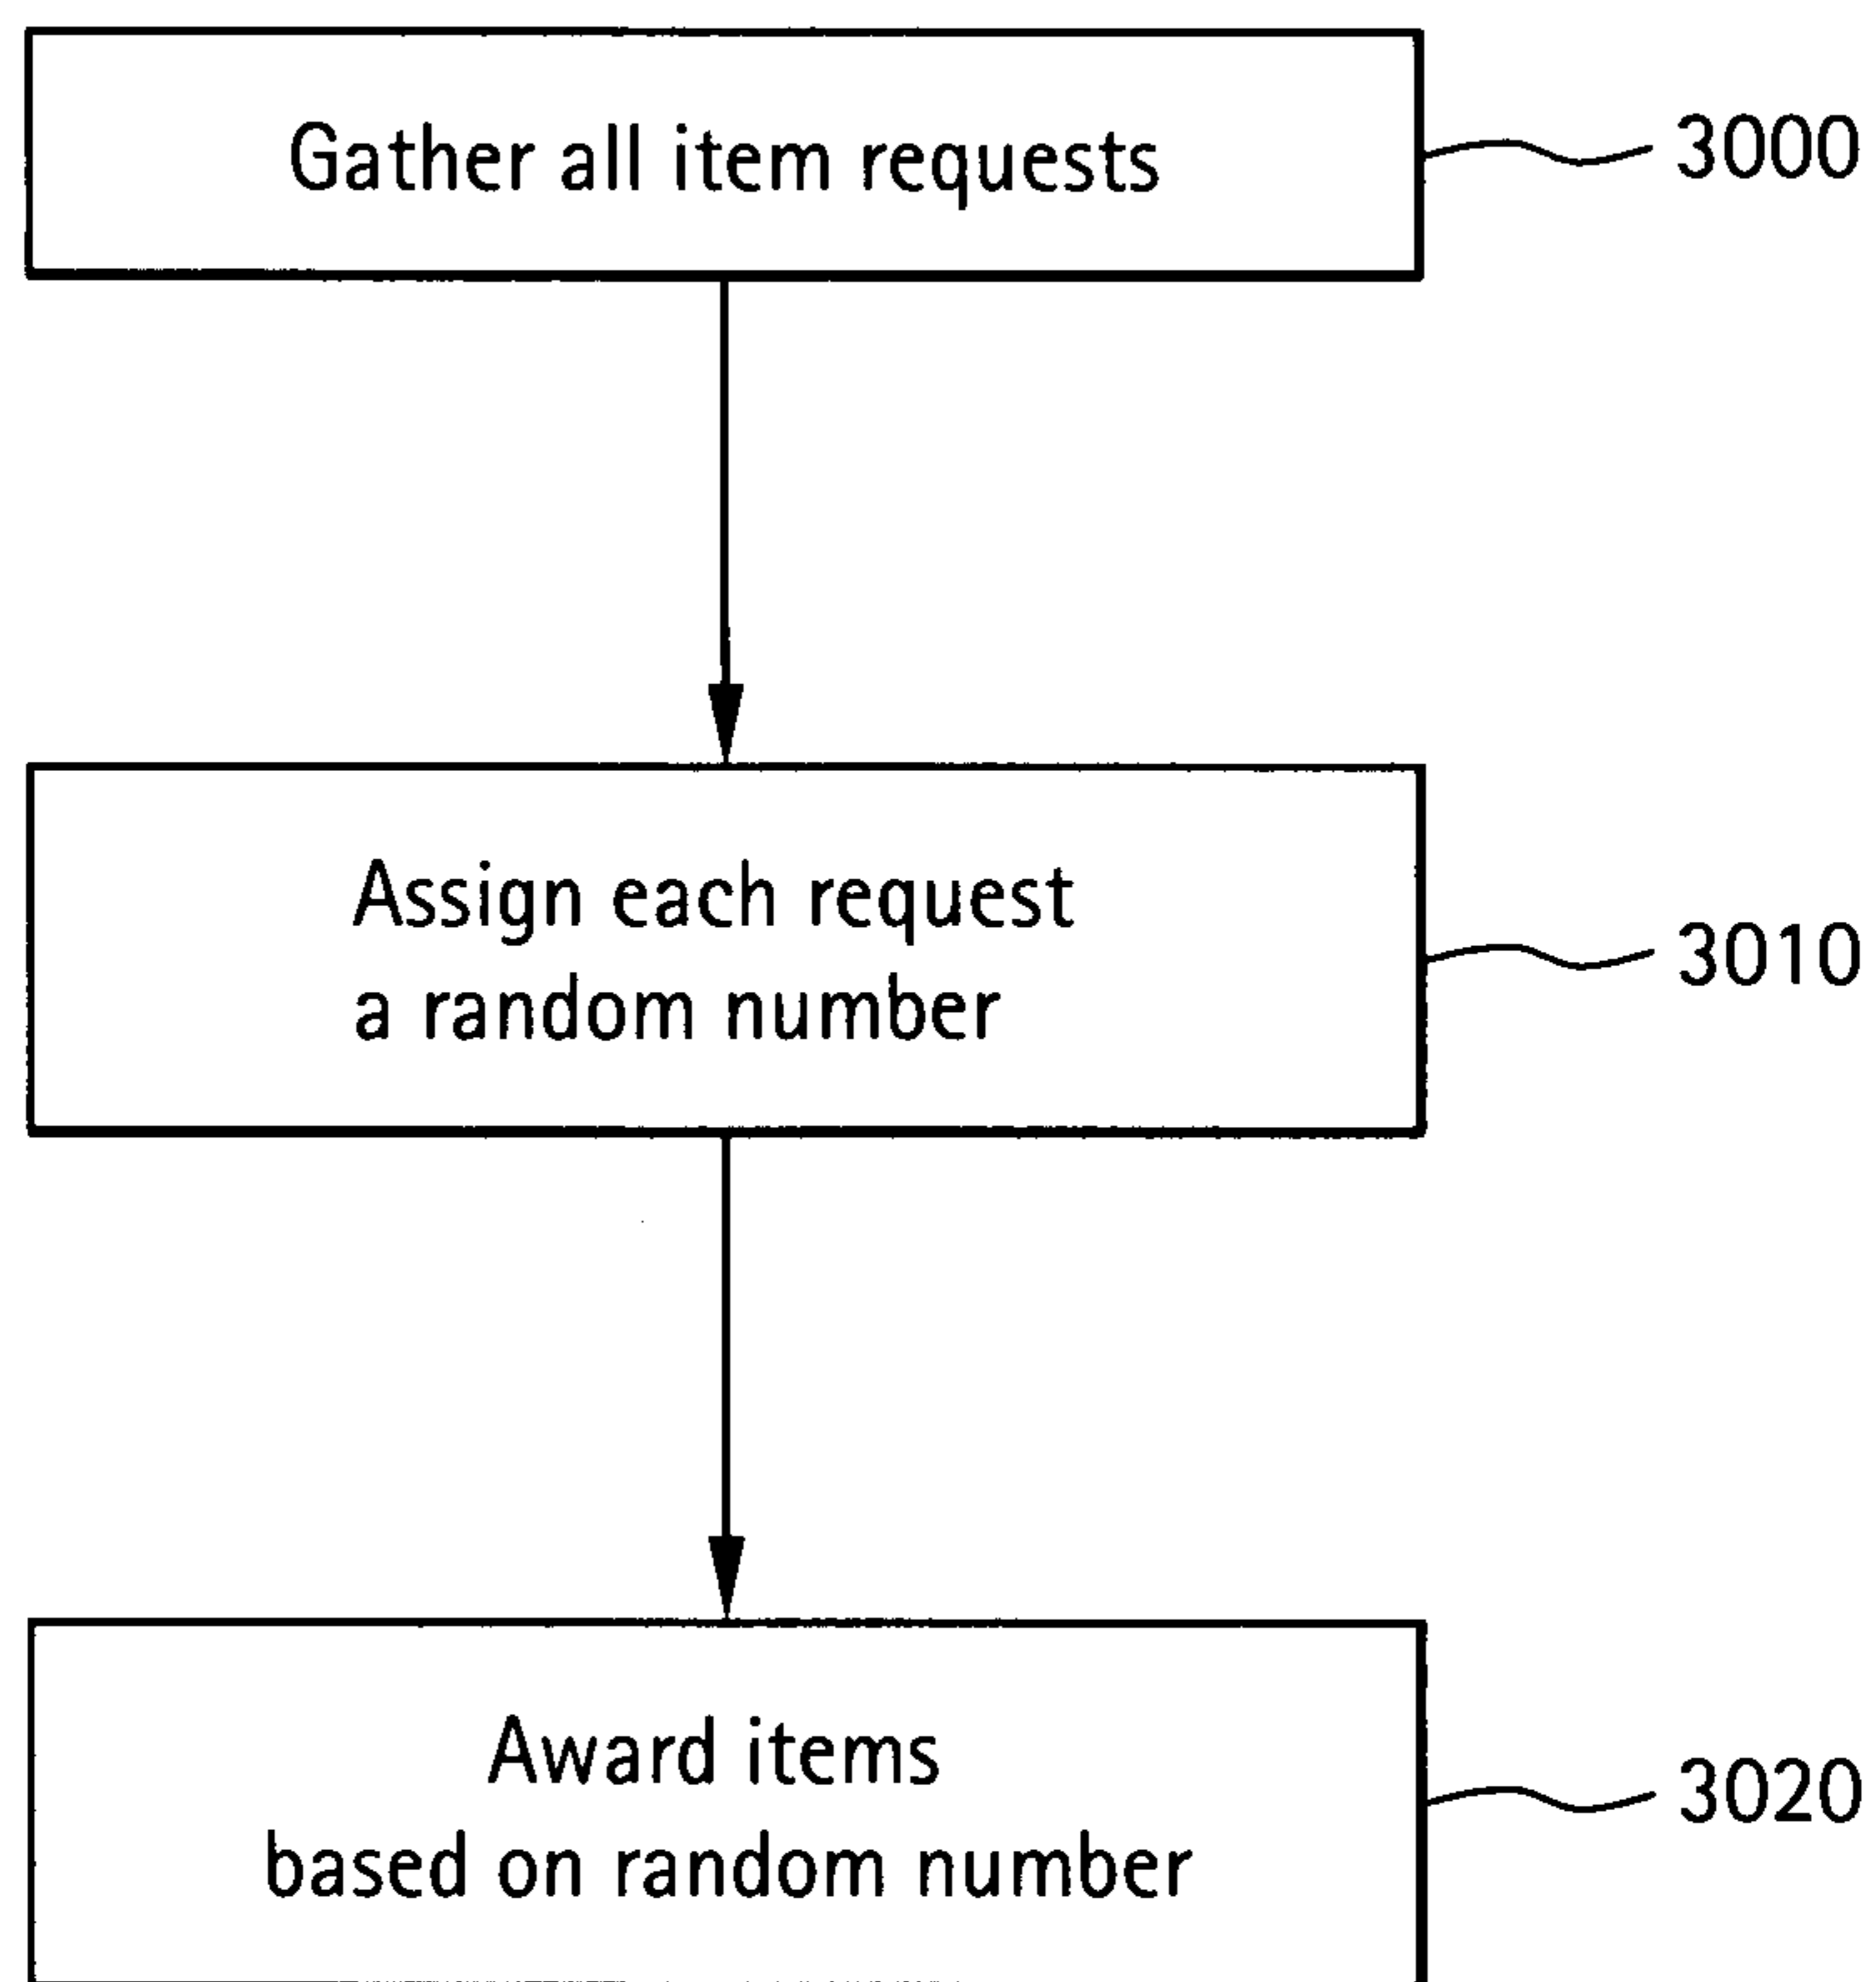 Gather all item requests
3000
Assign each request
a random number
3010
Award items
based on random number
3020